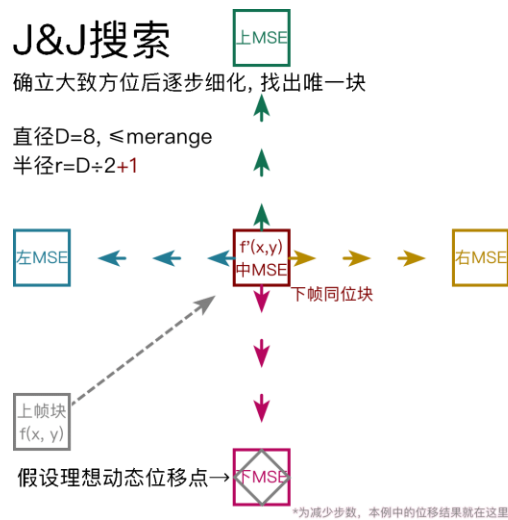 J&J搜索
上MSE
确立大致方位后逐步细化, 找出唯一块
直径D=8, ≤merange
半径r=D÷2+1
左MSE
f'(x,y)
中MSE
右MSE
下帧同位块
上帧块
f(x, y)
假设理想动态位移点→
下MSE
*为减少步数，本例中的位移结果就在这里